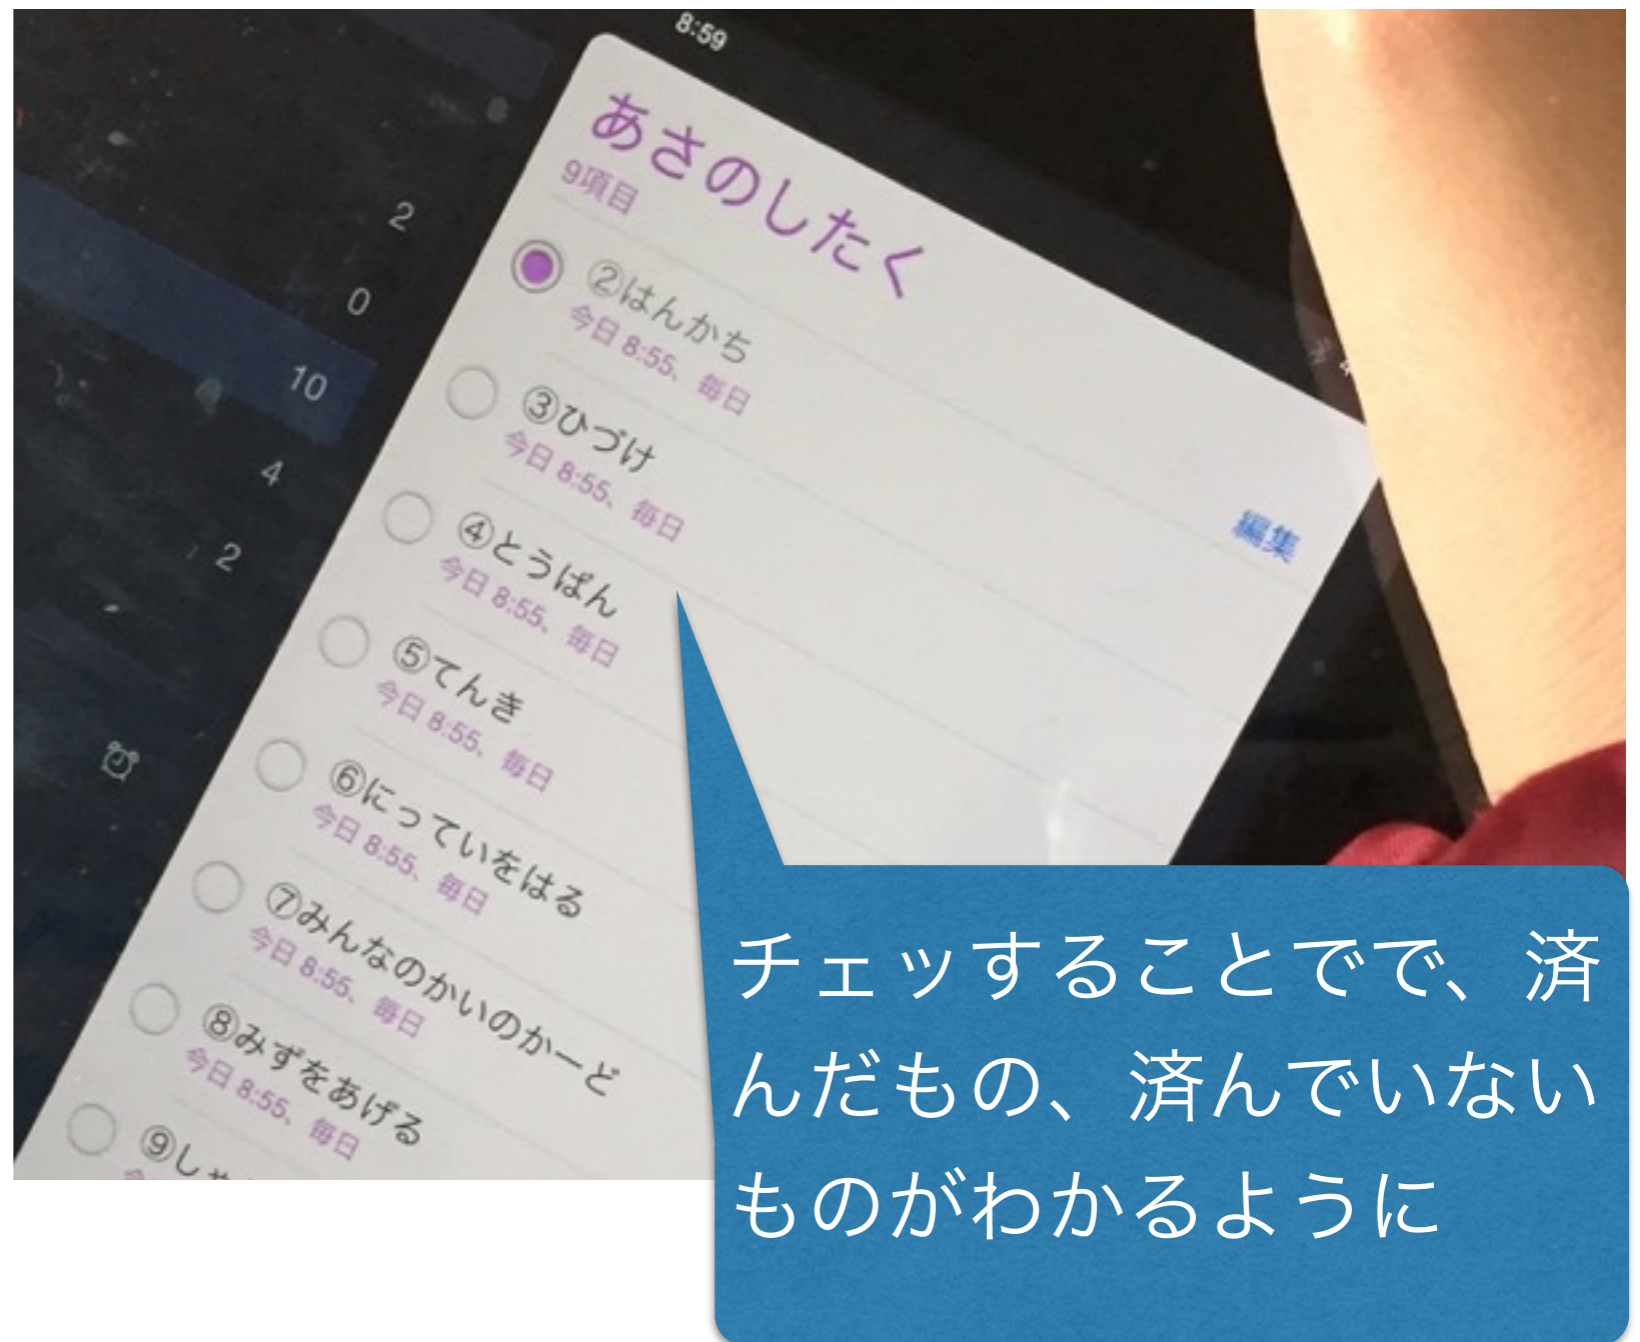 8:59
2
0
10
4
2
あさのしたく
9項目
②はんかち
今日 8:55、毎日
③ひづけ
今日 8:55、毎日
④とうばん
今日 8:55、毎日
⑤てんき
今日 8:55、毎日
⑥にっていをはる
今日 8:55、毎日
⑦みんなのかいのかーど
今日 8:55、毎日
⑧みずをあげる
今日 8:55、毎日
⑨し
編集
チェッすることでで、済
んだもの、済んでいない
ものがわかるように